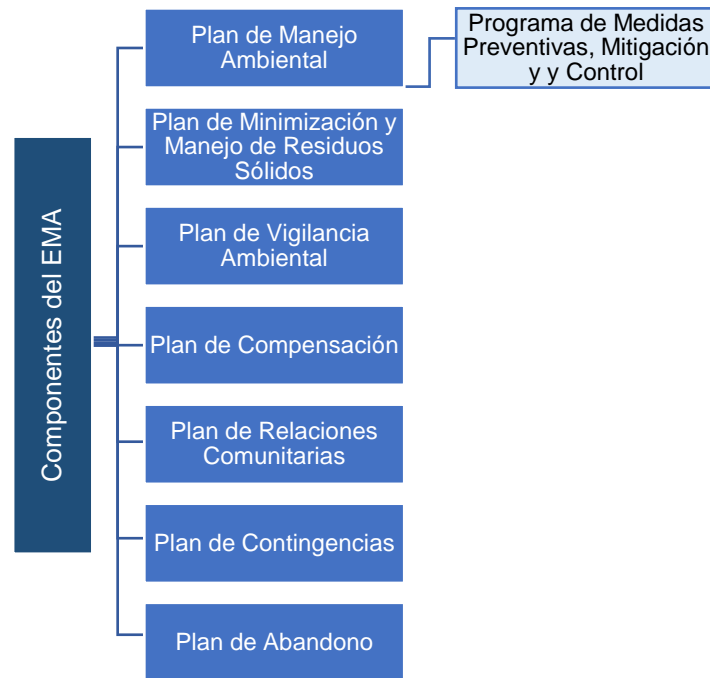 Componentes del EMA
Plan de Manejo
Ambiental
Programa de Medidas
Preventivas, Mitigación
y y Control
Plan de Minimización y
Manejo de Residuos
Sólidos
Plan de Vigilancia
Ambiental
Plan de Compensación
Plan de Relaciones
Comunitarias
Plan de Contingencias
Plan de Abandono